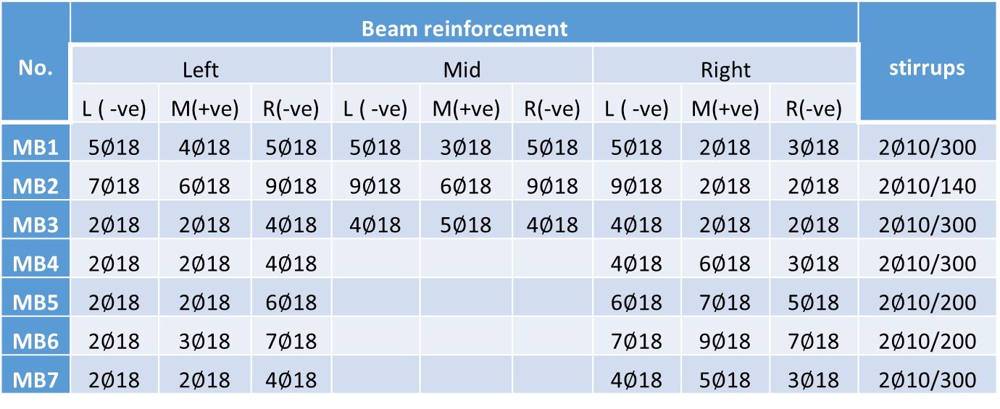 No. Beam reinforcement stirrups
Left Mid Right
L ( -ve) M(+ve) R(-ve) L ( -ve) M(+ve) R(-ve) L ( -ve) M(+ve) R(-ve)
MB1 5Ø18 4Ø18 5Ø18 5Ø18 3Ø18 5Ø18 5Ø18 2Ø18 3Ø18 2Ø10/300
MB2 7Ø18 6Ø18 9Ø18 9Ø18 6Ø18 9Ø18 9Ø18 2Ø18 2Ø18 2Ø10/140
MB3 2Ø18 2Ø18 4Ø18 4Ø18 5Ø18 4Ø18 4Ø18 2Ø18 2Ø18 2Ø10/300
MB4 2Ø18 2Ø18 4Ø18 4Ø18 6Ø18 3Ø18 2Ø10/300
MB5 2Ø18 2Ø18 6Ø18 6Ø18 7Ø18 5Ø18 2Ø10/200
MB6 2Ø18 3Ø18 7Ø18 7Ø18 9Ø18 7Ø18 2Ø10/200
MB7 2Ø18 2Ø18 4Ø18 4Ø18 5Ø18 3Ø18 2Ø10/300